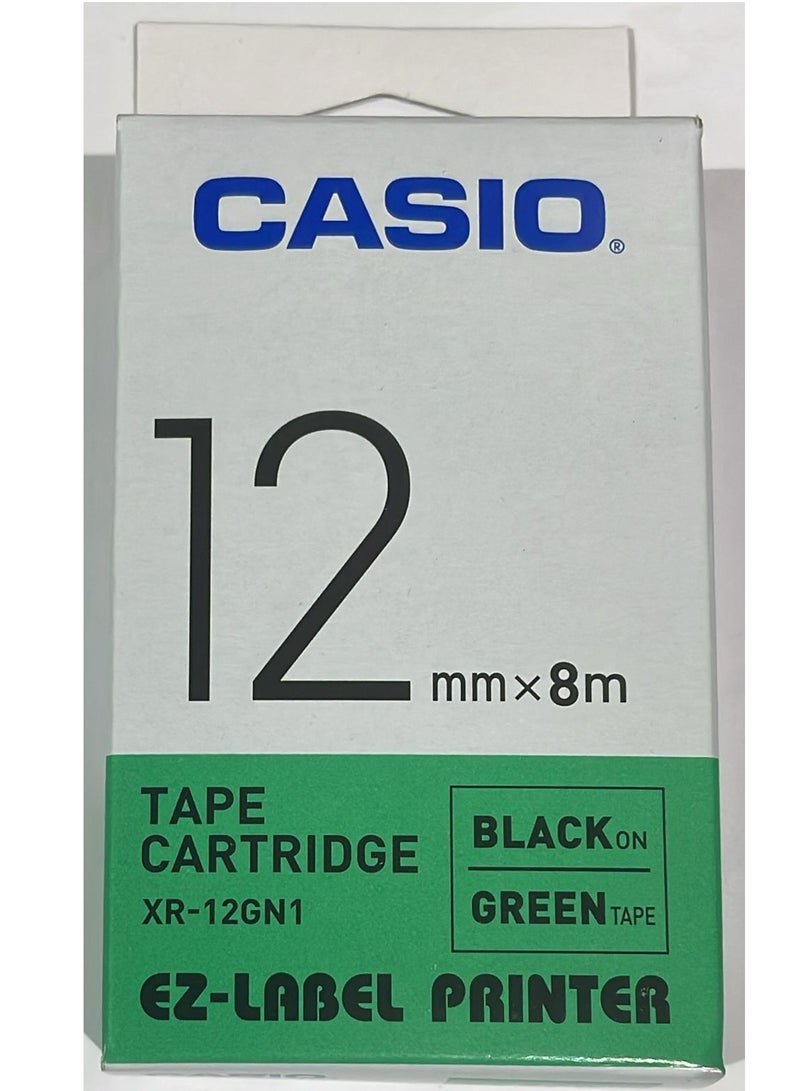 CASIO®
12 mm×8m
TAPE
CARTRIDGE
XR-12GN1
BLACK ON
GREEN TAPE
EZ-LABEL PRINTER